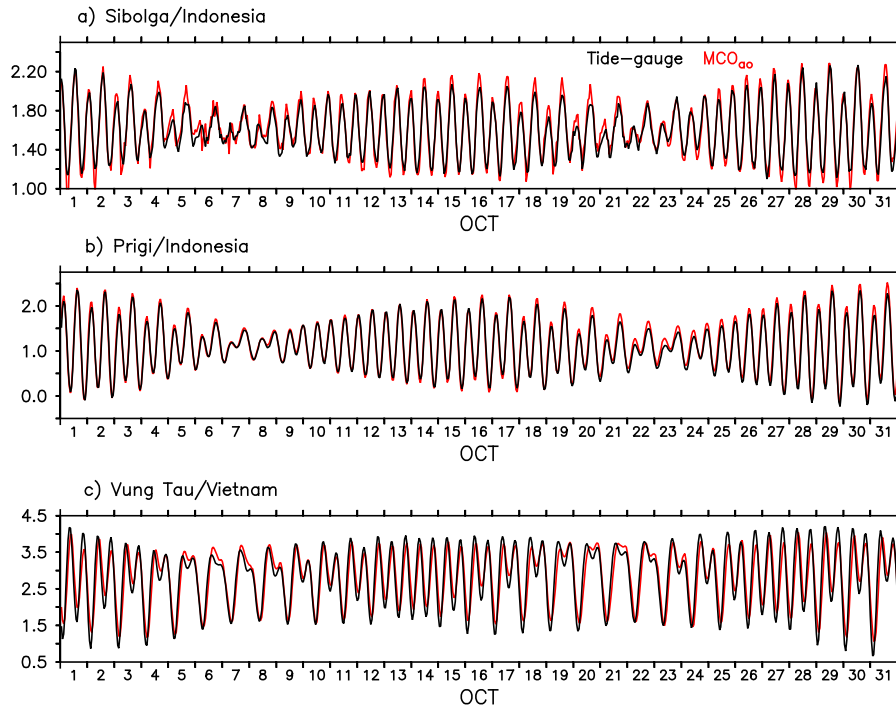 a) Sibolga/Indonesia
Tide-gauge MCOao
2.20
1.80
1.40
1.00
1 2 3 4 5 6 7 8 9 10 11 12 13 14 15 16 17 18 19 20 21 22 23 24 25 26 27 28 29 30 31
OCT
b) Prigi/Indonesia
2.0
1.0
0.0
1 2 3 4 5 6 7 8 9 10 11 12 13 14 15 16 17 18 19 20 21 22 23 24 25 26 27 28 29 30 31
OCT
c) Vung Tau/Vietnam
4.5
3.5
2.5
1.5
0.5
1 2 3 4 5 6 7 8 9 10 11 12 13 14 15 16 17 18 19 20 21 22 23 24 25 26 27 28 29 30 31
OCT